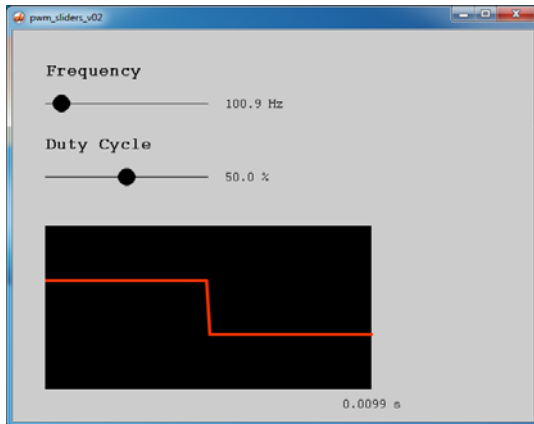 pwm_sliders_v02
Frequency
100.9 Hz
Duty Cycle
50.0 %
0.0099 s